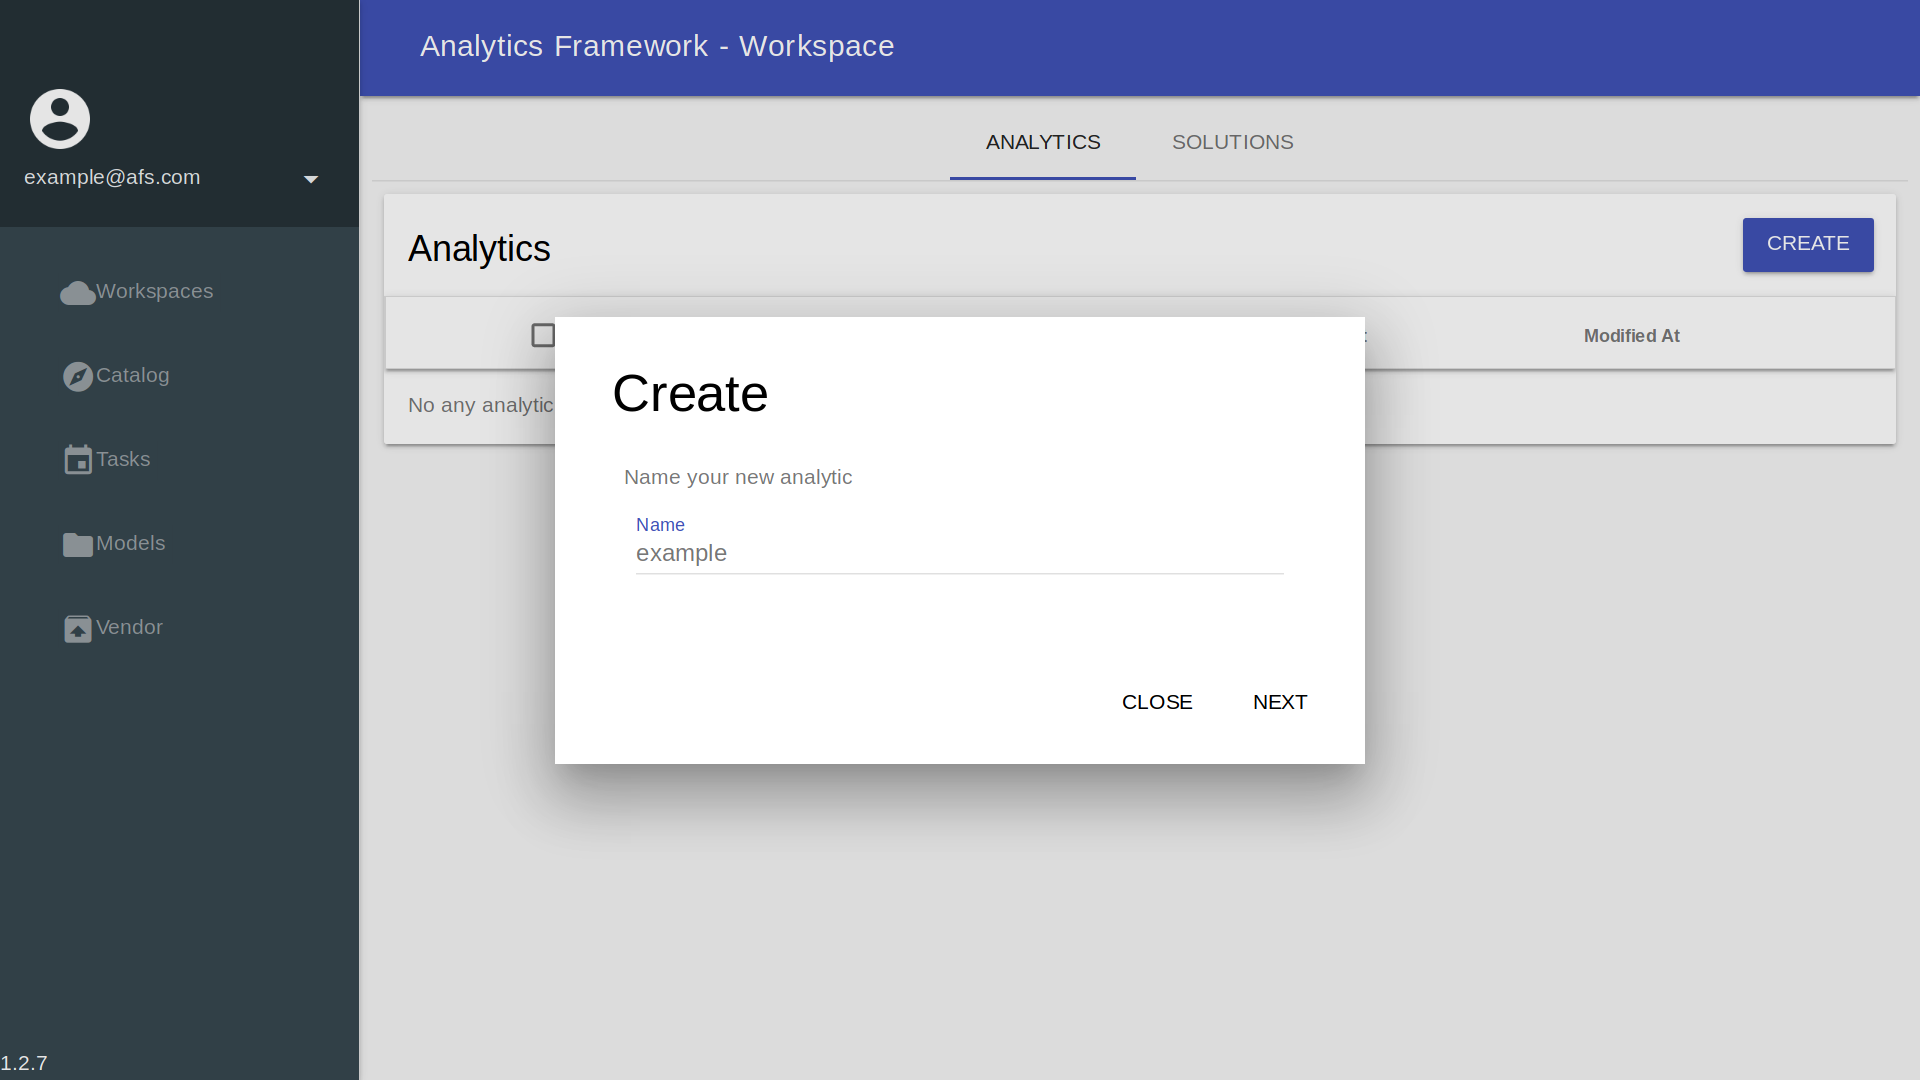 Analytics Framework - Workspace
example@afs.com
Workspaces
Catalog
Tasks
Models
Vendor
1.2.7
ANALYTICS
SOLUTIONS
Analytics
CREATE
Modified At
No any analytic
Create
Name your new analytic
Name
example
CLOSE
NEXT